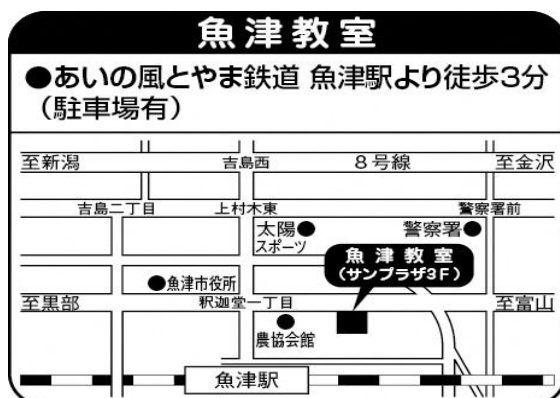 魚津教室
●あいの風とやま鉄道 魚津駅より徒歩3分
（駐車場有）
至新潟 吉島西 8号線 至金沢
吉島二丁目 上村木東 警察署前
太陽● 警察署●
スポーツ
魚津教室
（サンプラザ3F）
●魚津市役所
至黒部 釈迦堂一丁目 至富山
●
農協会館
魚津駅